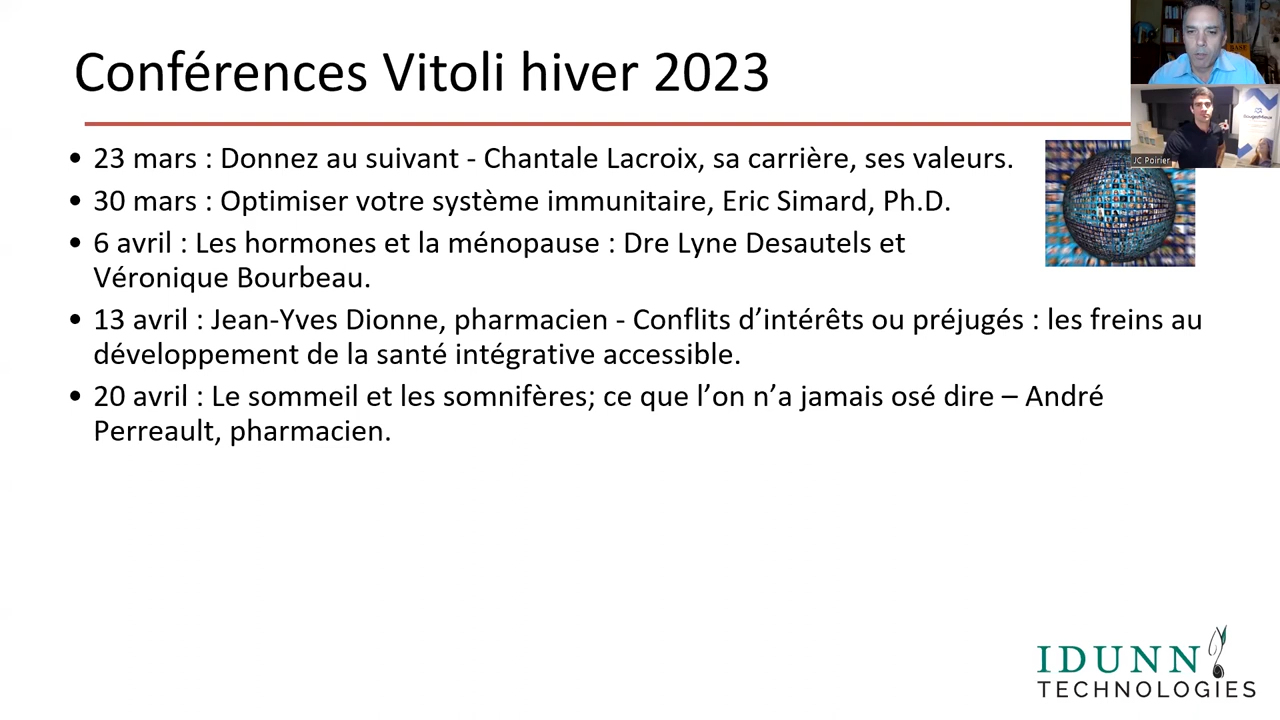 Conférences Vitoli hiver 2023
• 23 mars : Donnez au suivant - Chantale Lacroix, sa carrière, ses valeurs.
• 30 mars : Optimiser votre système immunitaire, Eric Simard, Ph.D.
• 6 avril : Les hormones et la ménopause : Dre Lyne Desautels et
Véronique Bourbeau.
• 13 avril : Jean-Yves Dionne, pharmacien - Conflits d’intérêts ou préjugés : les freins au
développement de la santé intégrative accessible.
• 20 avril : Le sommeil et les somnifères; ce que l’on n’a jamais osé dire – André
Perreault, pharmacien.
BASE
JC Poirier
IDUNN
TECHNOLOGIES